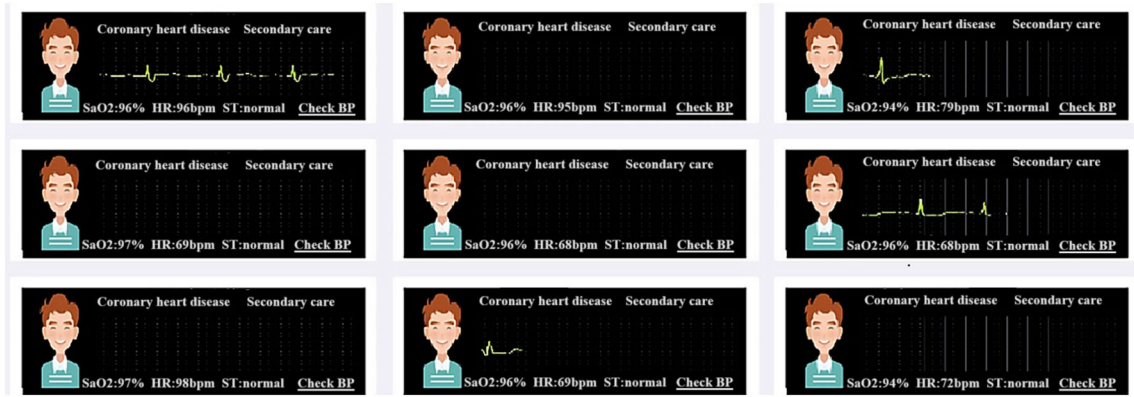 Coronary heart disease Secondary care
SaO2:96% HR:96bpm ST:normal Check BP
Coronary heart disease Secondary care
SaO2:96% HR:95bpm ST:normal Check BP
Coronary heart disease Secondary care
SaO2:94% HR:79bpm ST:normal Check BP
Coronary heart disease Secondary care
SaO2:97% HR:69bpm ST:normal Check BP
Coronary heart disease Secondary care
SaO2:96% HR:68bpm ST:normal Check BP
Coronary heart disease Secondary care
SaO2:96% HR:68bpm ST:normal Check BP
Coronary heart disease Secondary care
SaO2:97% HR:98bpm ST:normal Check BP
Coronary heart disease Secondary care
SaO2:96% HR:69bpm ST:normal Check BP
Coronary heart disease Secondary care
SaO2:94% HR:72bpm ST:normal Check BP